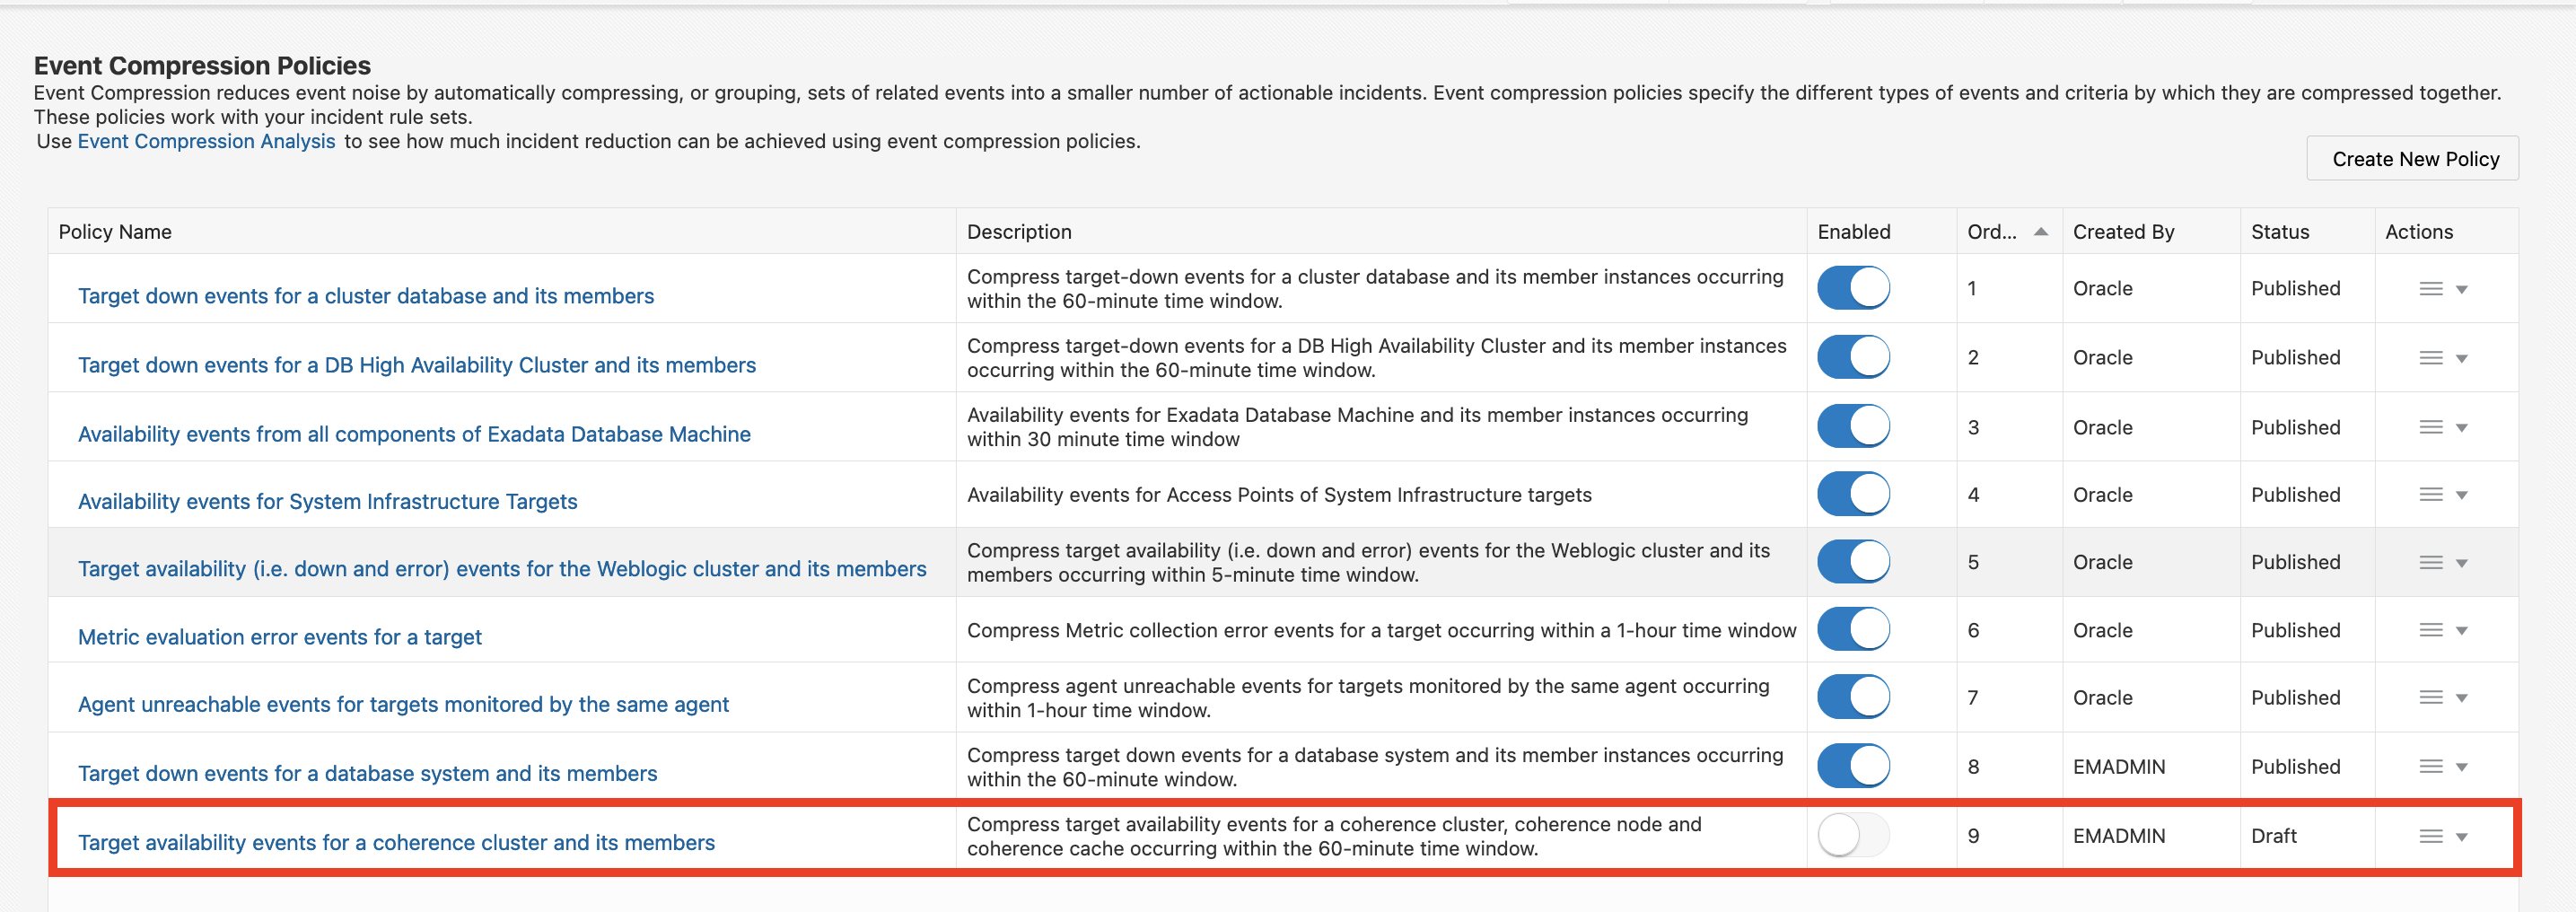 Event Compression Policies
Event Compression reduces event noise by automatically compressing, or grouping, sets of related events into a smaller number of actionable incidents. Event compression policies specify the different types of events and criteria by which they are compressed together.
These policies work with your incident rule sets.
Use Event Compression Analysis to see how much incident reduction can be achieved using event compression policies.
Create New Policy
Policy Name Description Enabled Ord... Created By Status Actions
Target down events for a cluster database and its members
Compress target-down events for a cluster database and its member instances occurring
within the 60-minute time window.
1 Oracle Published
Target down events for a DB High Availability Cluster and its members
Compress target-down events for a DB High Availability Cluster and its member instances
occurring within the 60-minute time window.
2 Oracle Published
Availability events from all components of Exadata Database Machine
Availability events for Exadata Database Machine and its member instances occurring
within 30 minute time window
3 Oracle Published
Availability events for System Infrastructure Targets
Availability events for Access Points of System Infrastructure targets
4 Oracle Published
Target availability (i.e. down and error) events for the Weblogic cluster and its members
Compress target availability (i.e. down and error) events for the Weblogic cluster and its
members occurring within 5-minute time window.
5 Oracle Published
Metric evaluation error events for a target
Compress Metric collection error events for a target occurring within a 1-hour time window
6 Oracle Published
Agent unreachable events for targets monitored by the same agent
Compress agent unreachable events for targets monitored by the same agent occurring
within 1-hour time window.
7 Oracle Published
Target down events for a database system and its members
Compress target down events for a database system and its member instances occurring
within the 60-minute window.
8 EMADMIN Published
Target availability events for a coherence cluster and its members
Compress target availability events for a coherence cluster, coherence node and
coherence cache occurring within the 60-minute time window.
9 EMADMIN Draft